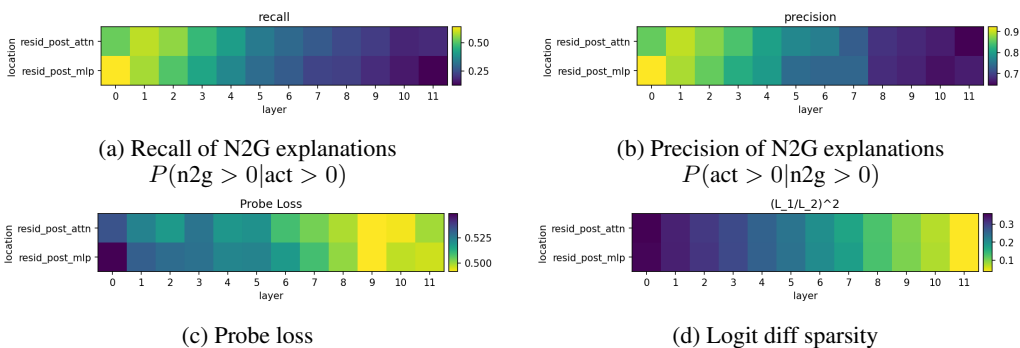 recall
location
resid_post_attn
resid_post_mlp
0 1 2 3 4 5 6 7 8 9 10 11
layer
0.50
0.25
(a) Recall of N2G explanations
P(n2g > 0|act > 0)
precision
location
resid_post_attn
resid_post_mlp
0 1 2 3 4 5 6 7 8 9 10 11
layer
0.9
0.8
0.7
(b) Precision of N2G explanations
P(act > 0|n2g > 0)
Probe Loss
location
resid_post_attn
resid_post_mlp
0 1 2 3 4 5 6 7 8 9 10 11
layer
0.525
0.500
(c) Probe loss
(L_1/L_2)^2
location
resid_post_attn
resid_post_mlp
0 1 2 3 4 5 6 7 8 9 10 11
layer
0.3
0.2
0.1
(d) Logit diff sparsity